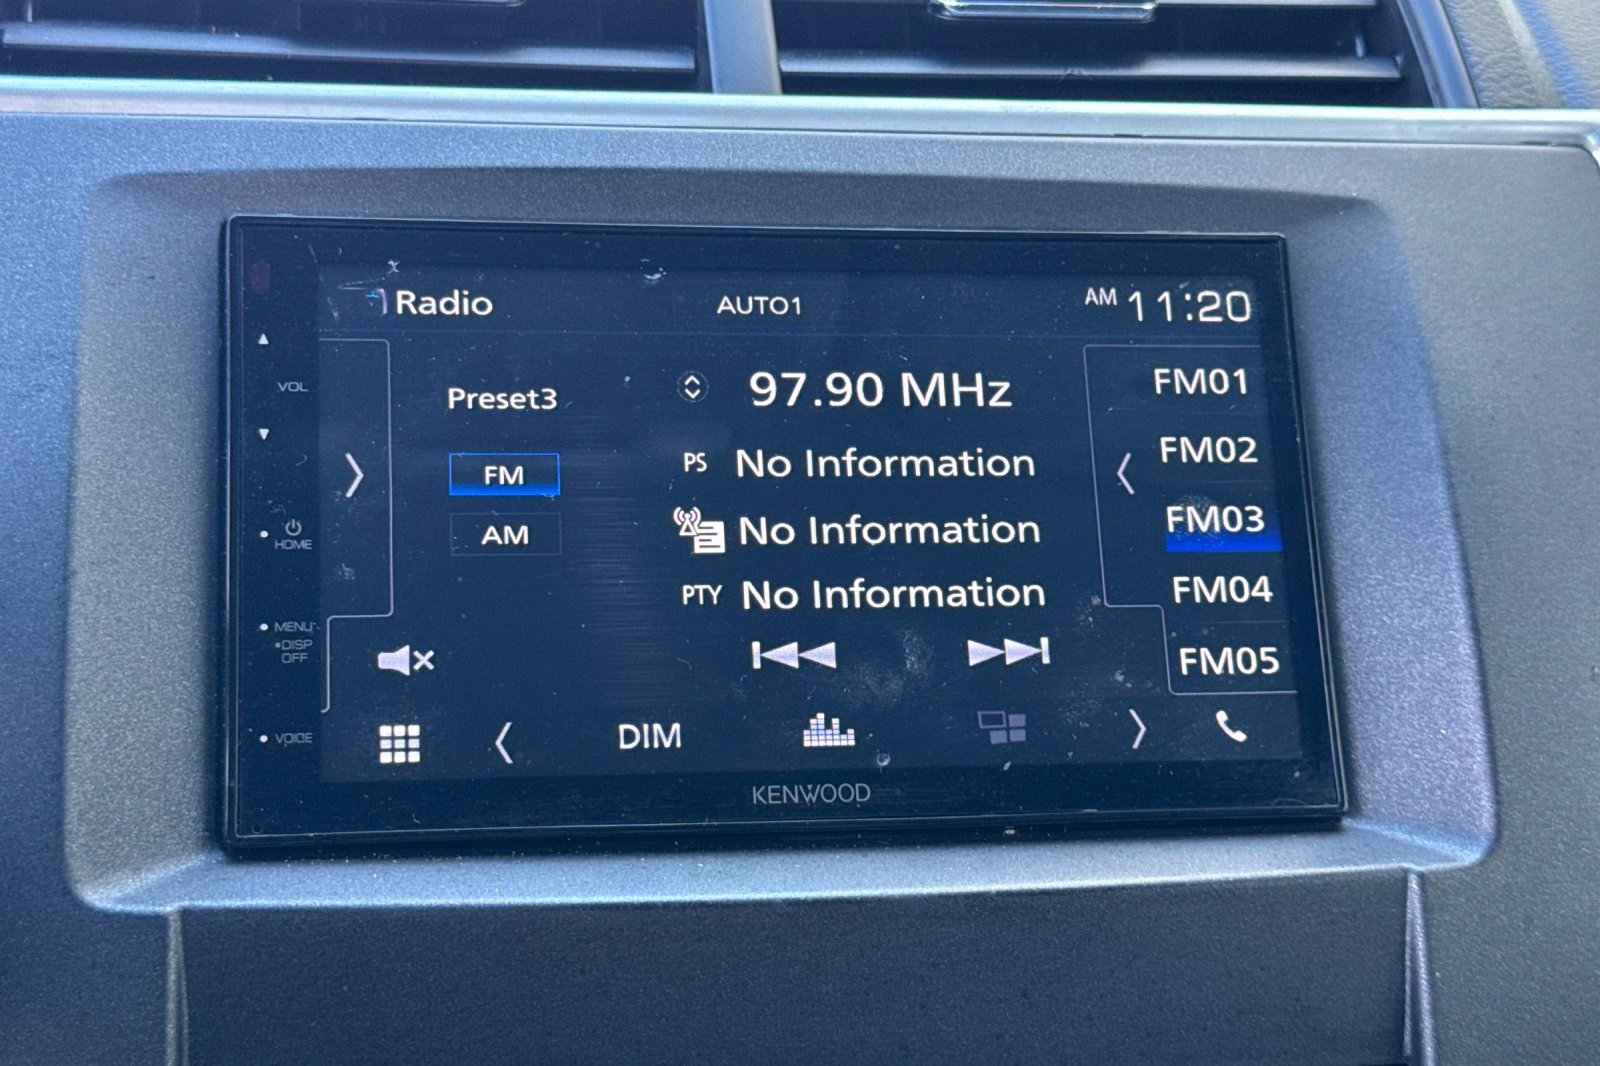 Radio
AUTO1
AM 11:20
VOL
HOME
MENU
DISP
OFF
VOICE
Preset3
FM
AM
97.90 MHz
PS No Information
No Information
PTY No Information
FM01
FM02
FM03
FM04
FM05
DIM
KENWOOD